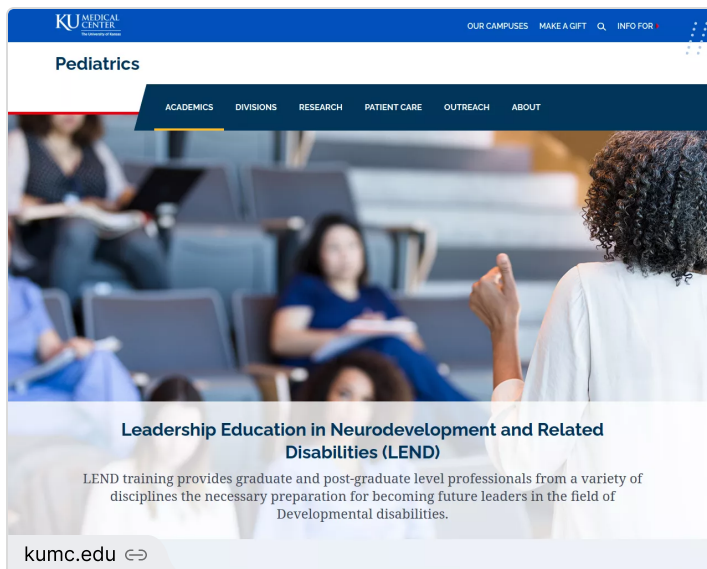 KU MEDICAL
CENTER
The University of Kansas
OUR CAMPUSES MAKE A GIFT INFO FOR
Pediatrics
ACADEMICS DIVISIONS RESEARCH PATIENT CARE OUTREACH ABOUT
Leadership Education in Neurodevelopment and Related
Disabilities (LEND)
LEND training provides graduate and post-graduate level professionals from a variety of
disciplines the necessary preparation for becoming future leaders in the field of
Developmental disabilities.
kumc.edu